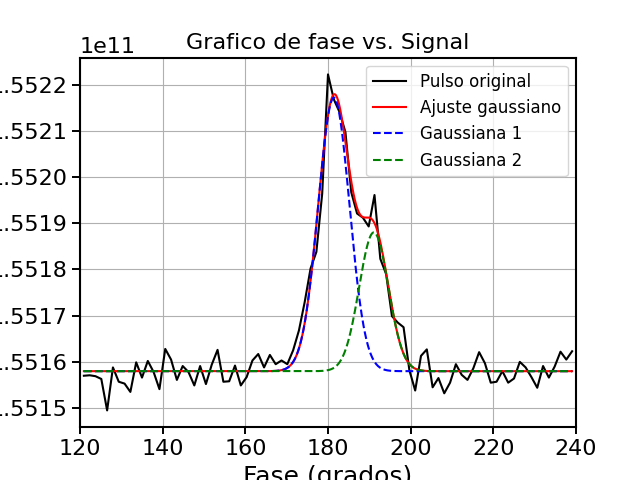 Grafico de fase vs. Signal
1e11
Pulso original
Ajuste gaussiano
Gaussiana 1
Gaussiana 2
.5522
.5521
.5520
.5519
.5518
.5517
.5516
.5515
120 140 160 180 200 220 240
Fase (grados)